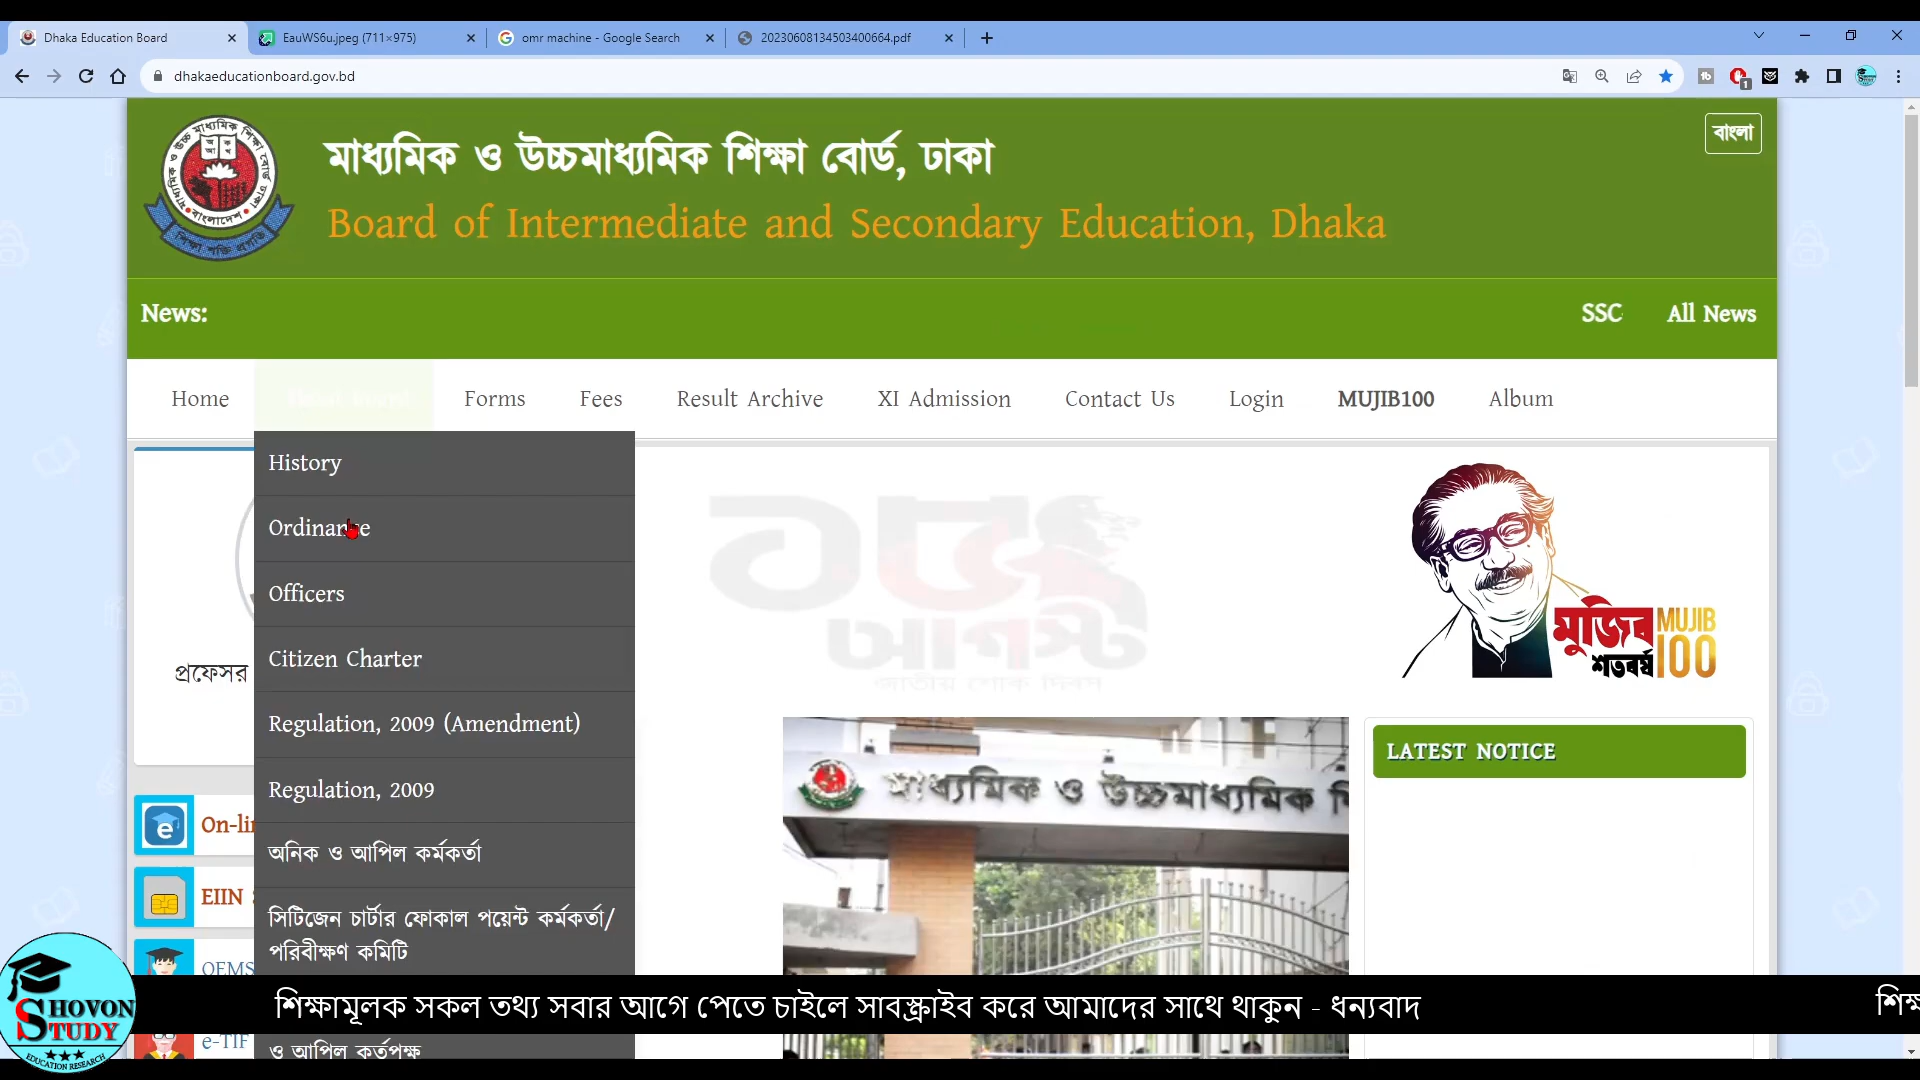 Dhaka Education Board
EauWS6u.jpeg (711×975)
omr machine - Google Search
20230608134503400664.pdf
dhakaeducationboard.gov.bd
বাংলা
মাধ্যমিক ও উচ্চমাধ্যমিক শিক্ষা বোর্ড, ঢাকা
Board of Intermediate and Secondary Education, Dhaka
News:
SSC
All News
Home
Forms
Fees
Result Archive
XI Admission
Contact Us
Login
MUJIB100
Album
History
Ordinance
Officers
Citizen Charter
Regulation, 2009 (Amendment)
Regulation, 2009
অনিক ও আপিল কর্মকর্তা
সিটিজেন চার্টার ফোকাল পয়েন্ট কর্মকর্তা/
পরিবীক্ষণ কমিটি
ও আপিল কর্তৃপক্ষ
প্রফেসর
On-li
EIIN
OEMS
e-TIF
আগস্ট
জাতীয় শোক দিবস
মুজিব MUJIB
শতবর্ষ 100
মাধ্যমিক ও উচ্চমাধ্যমিক
LATEST NOTICE
SHOVON
STUDY
EDUCATION RESEARCH
শিক্ষামূলক সকল তথ্য সবার আগে পেতে চাইলে সাবস্ক্রাইব করে আমাদের সাথে থাকুন - ধন্যবাদ